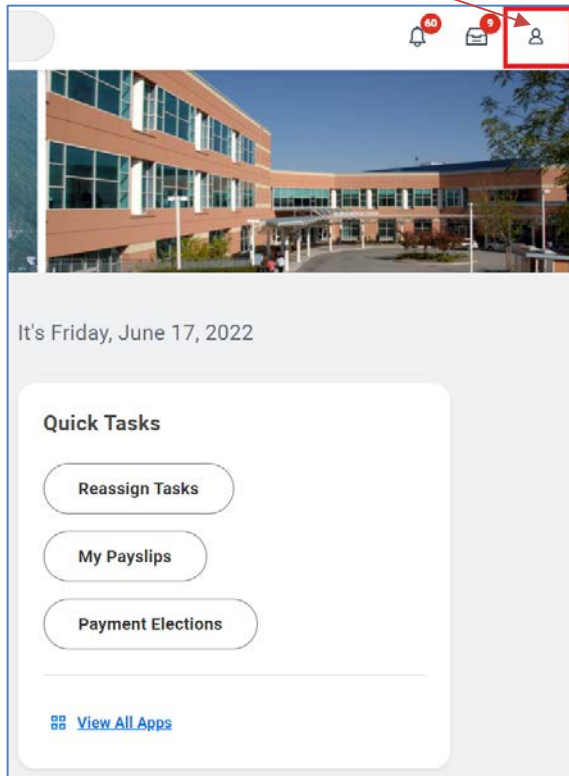 60
9
It's Friday, June 17, 2022
Quick Tasks
Reassign Tasks
My Payslips
Payment Elections
View All Apps